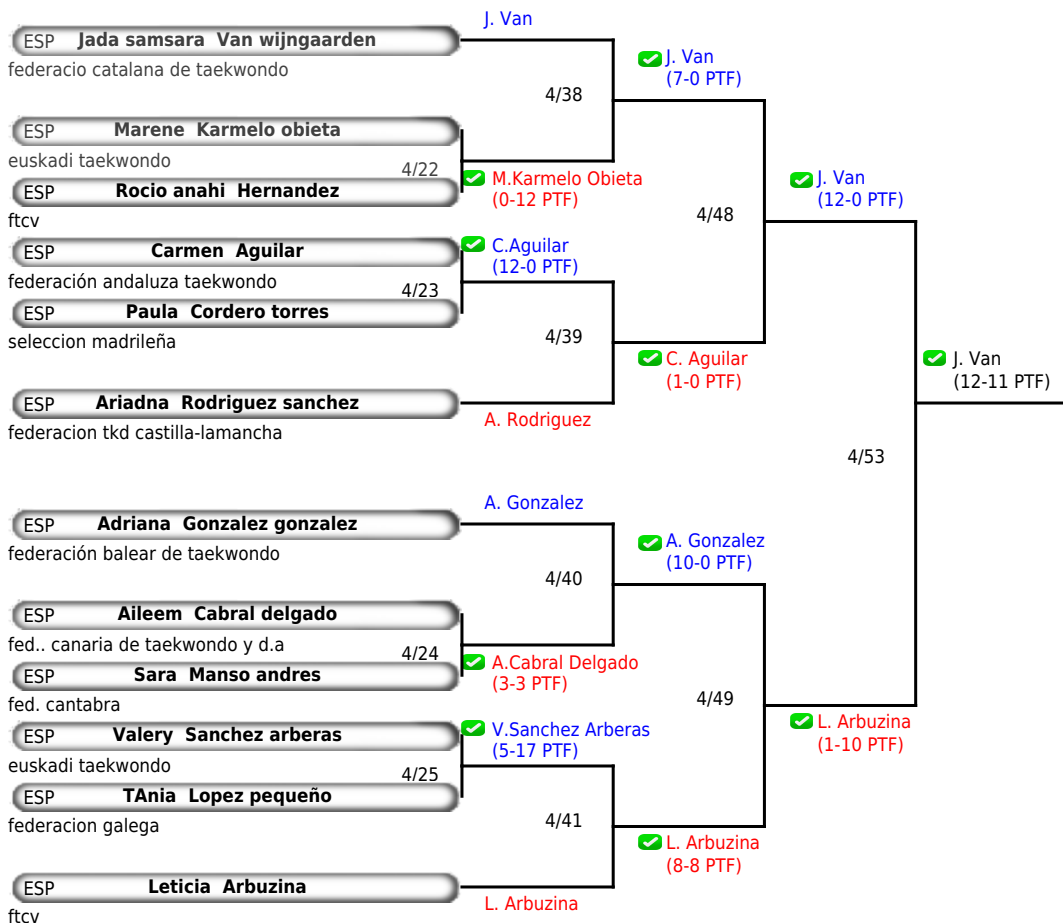 J. Van
ESP Jada samsara Van wijngaarden
federacio catalana de taekwondo
J. Van
(7-0 PTF)
4/38
ESP Marene Karmelo obieta
euskadi taekwondo
4/22
M.Karmelo Obieta
(0-12 PTF)
J. Van
(12-0 PTF)
ESP Rocio anahi Hernandez
ftcv
4/48
ESP Carmen Aguilar
C.Aguilar
(12-0 PTF)
federación andaluza taekwondo
4/23
ESP Paula Cordero torres
seleccion madrileña
4/39
C. Aguilar
(1-0 PTF)
J. Van
(12-11 PTF)
ESP Ariadna Rodriguez sanchez
A. Rodriguez
federacion tkd castilla-lamancha
4/53
A. Gonzalez
ESP Adriana Gonzalez gonzalez
federación balear de taekwondo
A. Gonzalez
(10-0 PTF)
4/40
ESP Aileem Cabral delgado
fed.. canaria de taekwondo y d.a
4/24
A.Cabral Delgado
(3-3 PTF)
ESP Sara Manso andres
fed. cantabra
4/49
ESP Valery Sanchez arberas
V.Sanchez Arberas
(5-17 PTF)
L. Arbuzina
(1-10 PTF)
euskadi taekwondo
4/25
ESP TAnia Lopez pequeño
federacion galega
4/41
L. Arbuzina
(8-8 PTF)
ESP Leticia Arbuzina
L. Arbuzina
ftcv